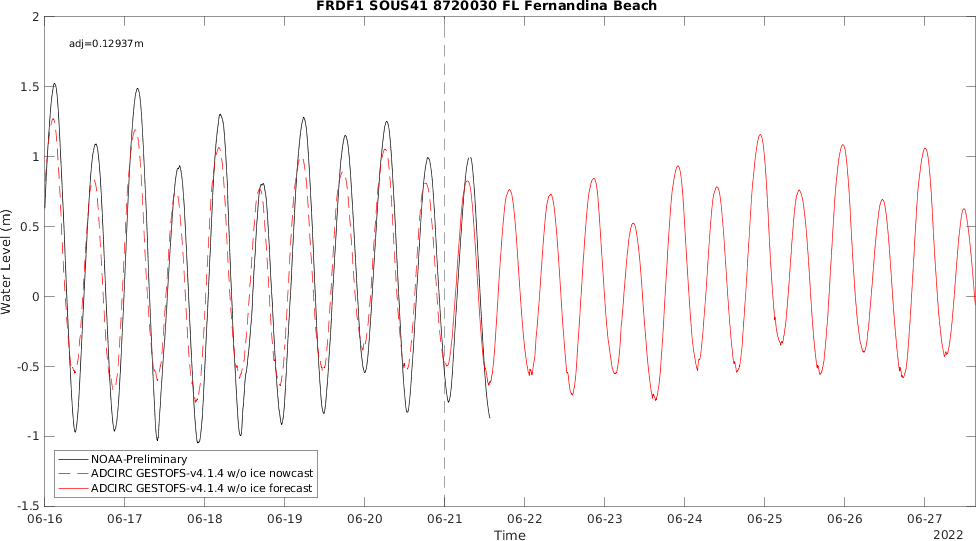 FRDF1 SOUS41 8720030 FL Fernandina Beach
adj=0.12937m
Water Level (m)
2
1.5
1
0.5
0
-0.5
-1
-1.5
NOAA-Preliminary
ADCIRC GESTOFS-v4.1.4 w/o ice nowcast
ADCIRC GESTOFS-v4.1.4 w/o ice forecast
06-16 06-17 06-18 06-19 06-20 06-21 06-22 06-23 06-24 06-25 06-26 06-27
Time
2022